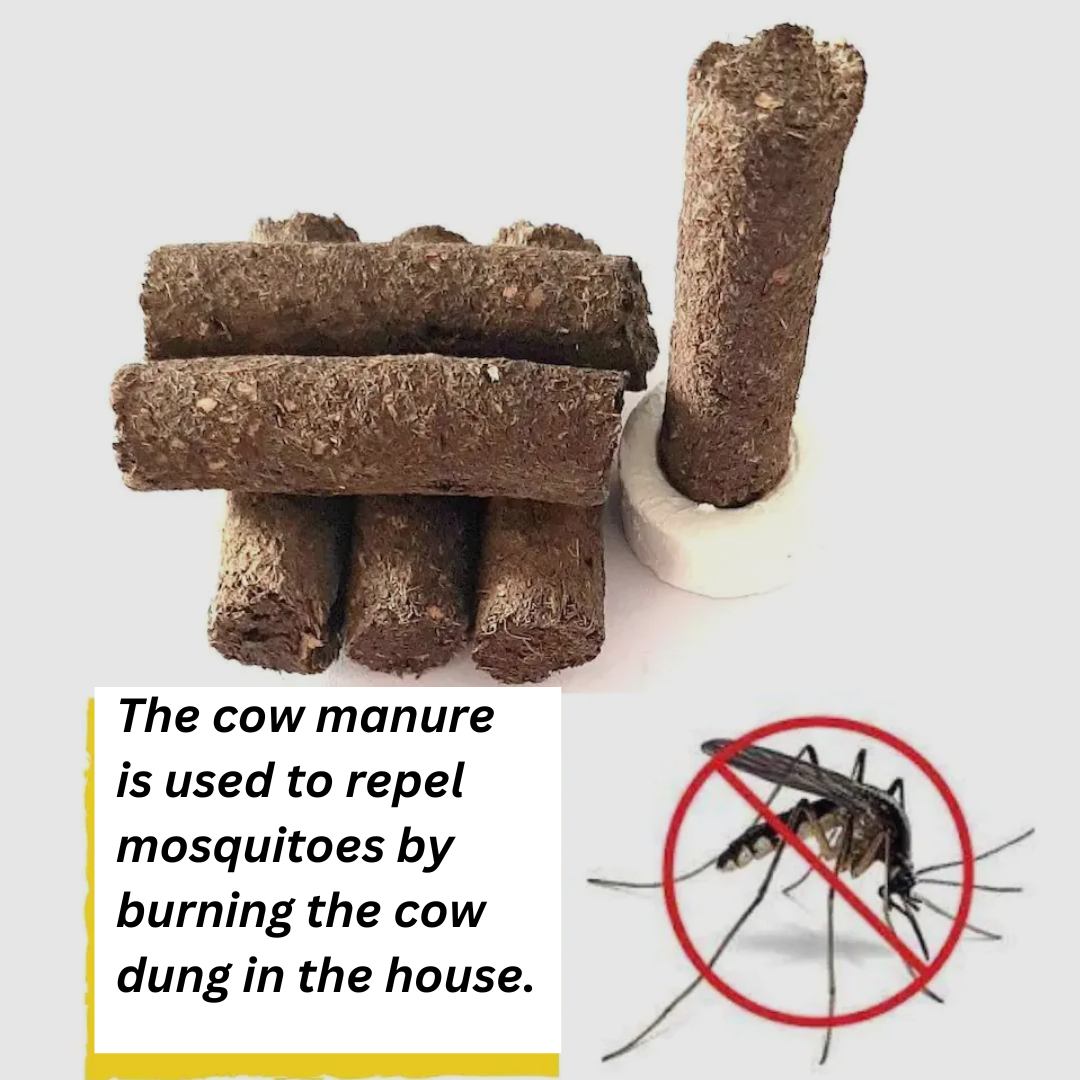 The cow manure
is used to repel
mosquitoes by
burning the cow
dung in the house.